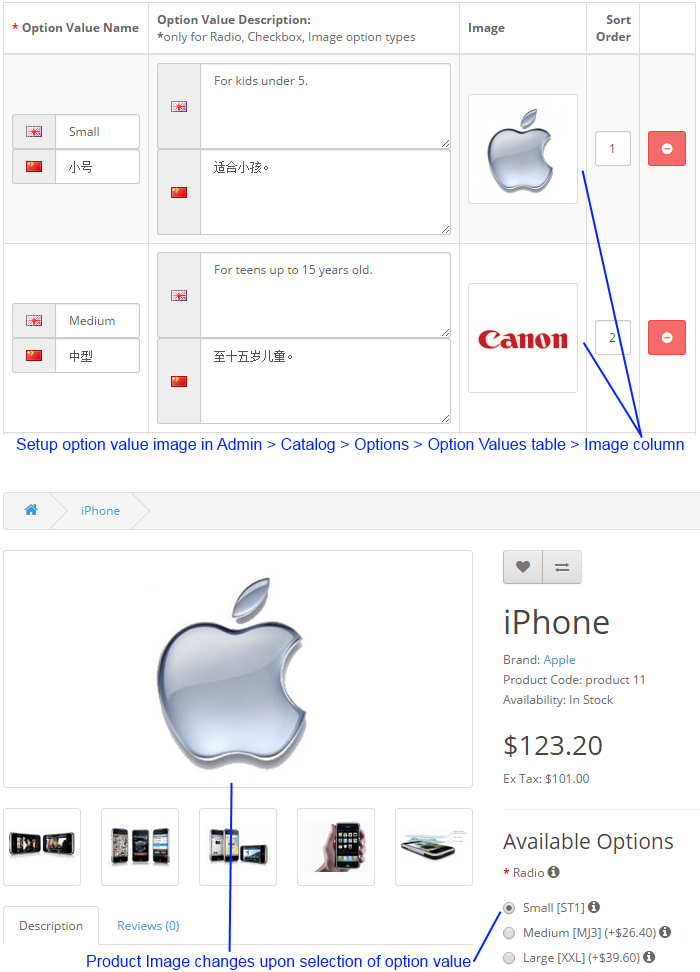 * Option Value Name
Option Value Description:
*only for Radio, Checkbox, Image option types
Image
Sort
Order
Small
小号
For kids under 5.
适合小孩。
1
Medium
中型
For teens up to 15 years old.
至十五岁儿童。
Canon
2
Setup option value image in Admin > Catalog > Options > Option Values table > Image column
iPhone
iPhone
Brand: Apple
Product Code: product 11
Availability: In Stock
$123.20
Ex Tax: $101.00
Available Options
* Radio
Small [ST1]
Medium [MJ3] (+$26.40)
Large [XXL] (+$39.60)
Description
Reviews (0)
Product Image changes upon selection of option value